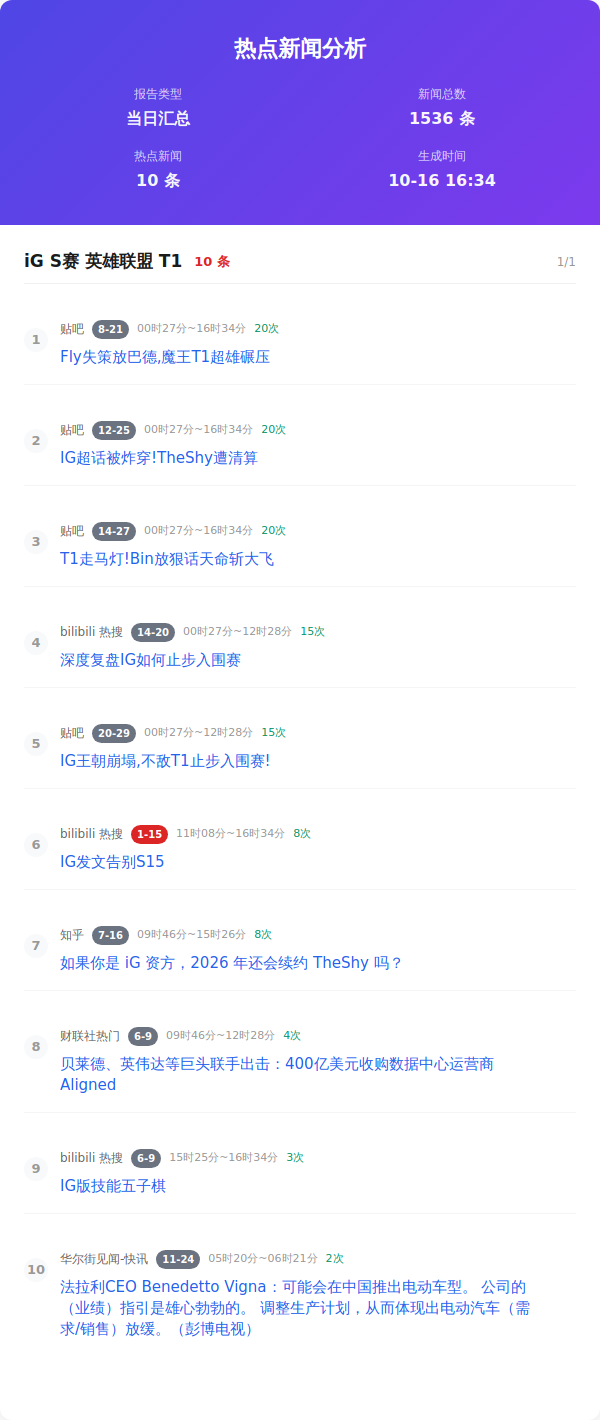 热点新闻分析
报告类型
当日汇总
新闻总数
1536 条
热点新闻
10 条
生成时间
10-16 16:34
iG S赛 英雄联盟 T1 10 条 1/1
1
贴吧 8-21 00时27分~16时34分 20次
Fly失策放巴德,魔王T1超雄碾压
2
贴吧 12-25 00时27分~16时34分 20次
IG超话被炸穿!TheShy遭清算
3
贴吧 14-27 00时27分~16时34分 20次
T1走马灯!Bin放狠话天命斩大飞
4
bilibili 热搜 14-20 00时27分~12时28分 15次
深度复盘IG如何止步入围赛
5
贴吧 20-29 00时27分~12时28分 15次
IG王朝崩塌,不敌T1止步入围赛!
6
bilibili 热搜 1-15 11时08分~16时34分 8次
IG发文告别S15
7
知乎 7-16 09时46分~15时26分 8次
如果你是 iG 资方，2026 年还会续约 TheShy 吗？
8
财联社热门 6-9 09时46分~12时28分 4次
贝莱德、英伟达等巨头联手出击：400亿美元收购数据中心运营商
Aligned
9
bilibili 热搜 6-9 15时25分~16时34分 3次
IG版技能五子棋
10
华尔街见闻-快讯 11-24 05时20分~06时21分 2次
法拉利CEO Benedetto Vigna：可能会在中国推出电动车型。 公司的
（业绩）指引是雄心勃勃的。 调整生产计划，从而体现出电动汽车（需
求/销售）放缓。（彭博电视）